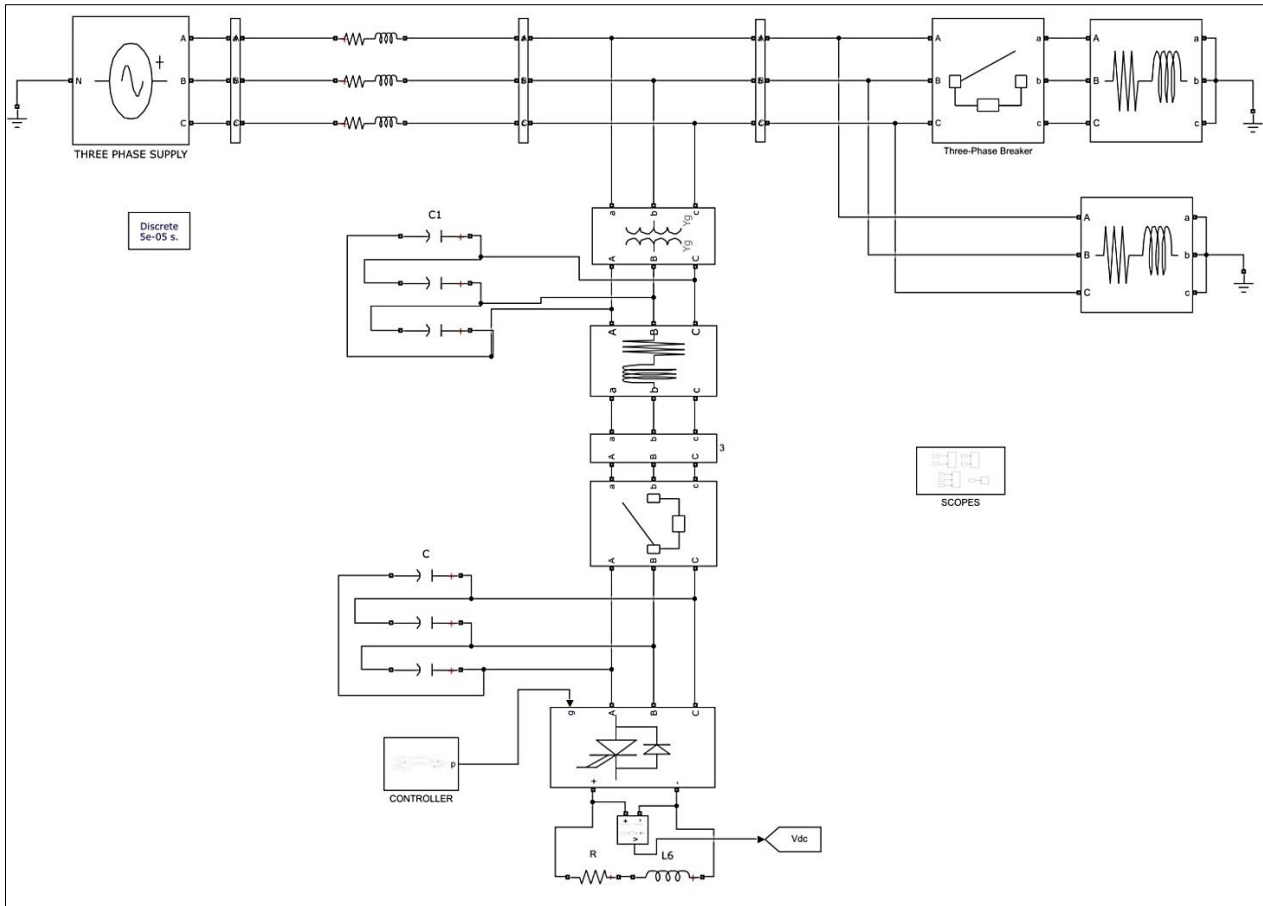 A A A A A A A a A a
N B B B B B B B b B b
C C C C C C C c C c
THREE PHASE SUPPLY
Three-Phase Breaker
Discrete
5e-05 s.
C1
a b c
Yg
Yg
A B C
A a
B b
C c
A B C
a b c
a b c
3
A B C
a b c
SCOPES
A B C
C
g A B C
p
CONTROLLER
+ -
+ -
v
Vdc
R L6